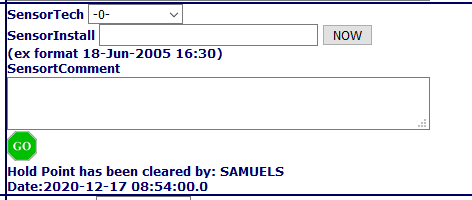 SensorTech -0-
SensorInstall NOW
(ex format 18-Jun-2005 16:30)
SensortComment
GO
Hold Point has been cleared by: SAMUELS
Date:2020-12-17 08:54:00.0